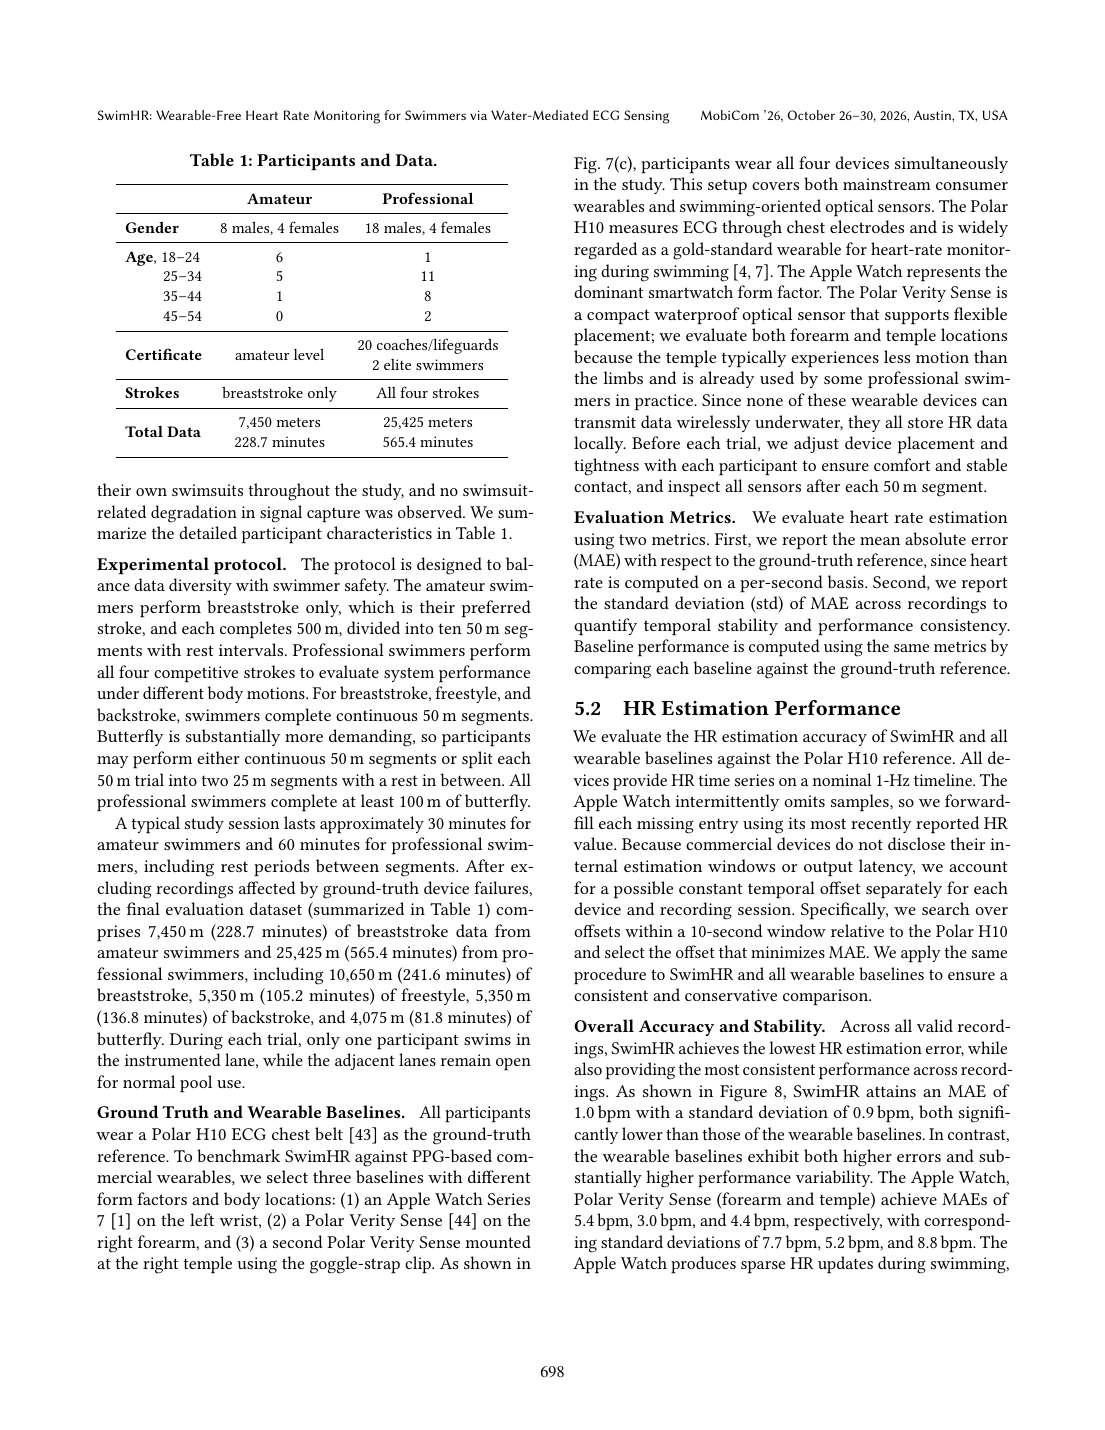 SwimHR: Wearable-Free Heart Rate Monitoring for Swimmers via Water-Mediated ECG Sensing MobiCom ’26, October 26–30, 2026, Austin, TX, USA
Table 1: Participants and Data.
Amateur Professional
Gender 8 males, 4 females 18 males, 4 females
Age, 18–24 6 1
25–34 5 11
35–44 1 8
45–54 0 2
Certificate amateur level 20 coaches/lifeguards
2 elite swimmers
Strokes breaststroke only All four strokes
Total Data 7,450 meters 25,425 meters
228.7 minutes 565.4 minutes
their own swimsuits throughout the study, and no swimsuit-
related degradation in signal capture was observed. We sum-
marize the detailed participant characteristics in Table 1.
Experimental protocol. The protocol is designed to bal-
ance data diversity with swimmer safety. The amateur swim-
mers perform breaststroke only, which is their preferred
stroke, and each completes 500 m, divided into ten 50 m seg-
ments with rest intervals. Professional swimmers perform
all four competitive strokes to evaluate system performance
under different body motions. For breaststroke, freestyle, and
backstroke, swimmers complete continuous 50 m segments.
Butterfly is substantially more demanding, so participants
may perform either continuous 50 m segments or split each
50 m trial into two 25 m segments with a rest in between. All
professional swimmers complete at least 100 m of butterfly.
A typical study session lasts approximately 30 minutes for
amateur swimmers and 60 minutes for professional swim-
mers, including rest periods between segments. After ex-
cluding recordings affected by ground-truth device failures,
the final evaluation dataset (summarized in Table 1) com-
prises 7,450 m (228.7 minutes) of breaststroke data from
amateur swimmers and 25,425 m (565.4 minutes) from pro-
fessional swimmers, including 10,650 m (241.6 minutes) of
breaststroke, 5,350 m (105.2 minutes) of freestyle, 5,350 m
(136.8 minutes) of backstroke, and 4,075 m (81.8 minutes) of
butterfly. During each trial, only one participant swims in
the instrumented lane, while the adjacent lanes remain open
for normal pool use.
Ground Truth and Wearable Baselines. All participants
wear a Polar H10 ECG chest belt [43] as the ground-truth
reference. To benchmark SwimHR against PPG-based com-
mercial wearables, we select three baselines with different
form factors and body locations: (1) an Apple Watch Series
7 [1] on the left wrist, (2) a Polar Verity Sense [44] on the
right forearm, and (3) a second Polar Verity Sense mounted
at the right temple using the goggle-strap clip. As shown in
Fig. 7(c), participants wear all four devices simultaneously
in the study. This setup covers both mainstream consumer
wearables and swimming-oriented optical sensors. The Polar
H10 measures ECG through chest electrodes and is widely
regarded as a gold-standard wearable for heart-rate monitor-
ing during swimming [4, 7]. The Apple Watch represents the
dominant smartwatch form factor. The Polar Verity Sense is
a compact waterproof optical sensor that supports flexible
placement; we evaluate both forearm and temple locations
because the temple typically experiences less motion than
the limbs and is already used by some professional swim-
mers in practice. Since none of these wearable devices can
transmit data wirelessly underwater, they all store HR data
locally. Before each trial, we adjust device placement and
tightness with each participant to ensure comfort and stable
contact, and inspect all sensors after each 50 m segment.
Evaluation Metrics. We evaluate heart rate estimation
using two metrics. First, we report the mean absolute error
(MAE) with respect to the ground-truth reference, since heart
rate is computed on a per-second basis. Second, we report
the standard deviation (std) of MAE across recordings to
quantify temporal stability and performance consistency.
Baseline performance is computed using the same metrics by
comparing each baseline against the ground-truth reference.
5.2 HR Estimation Performance
We evaluate the HR estimation accuracy of SwimHR and all
wearable baselines against the Polar H10 reference. All de-
vices provide HR time series on a nominal 1-Hz timeline. The
Apple Watch intermittently omits samples, so we forward-
fill each missing entry using its most recently reported HR
value. Because commercial devices do not disclose their in-
ternal estimation windows or output latency, we account
for a possible constant temporal offset separately for each
device and recording session. Specifically, we search over
offsets within a 10-second window relative to the Polar H10
and select the offset that minimizes MAE. We apply the same
procedure to SwimHR and all wearable baselines to ensure a
consistent and conservative comparison.
Overall Accuracy and Stability. Across all valid record-
ings, SwimHR achieves the lowest HR estimation error, while
also providing the most consistent performance across record-
ings. As shown in Figure 8, SwimHR attains an MAE of
1.0 bpm with a standard deviation of 0.9 bpm, both signifi-
cantly lower than those of the wearable baselines. In contrast,
the wearable baselines exhibit both higher errors and sub-
stantially higher performance variability. The Apple Watch,
Polar Verity Sense (forearm and temple) achieve MAEs of
5.4 bpm, 3.0 bpm, and 4.4 bpm, respectively, with correspond-
ing standard deviations of 7.7 bpm, 5.2 bpm, and 8.8 bpm. The
Apple Watch produces sparse HR updates during swimming,
698